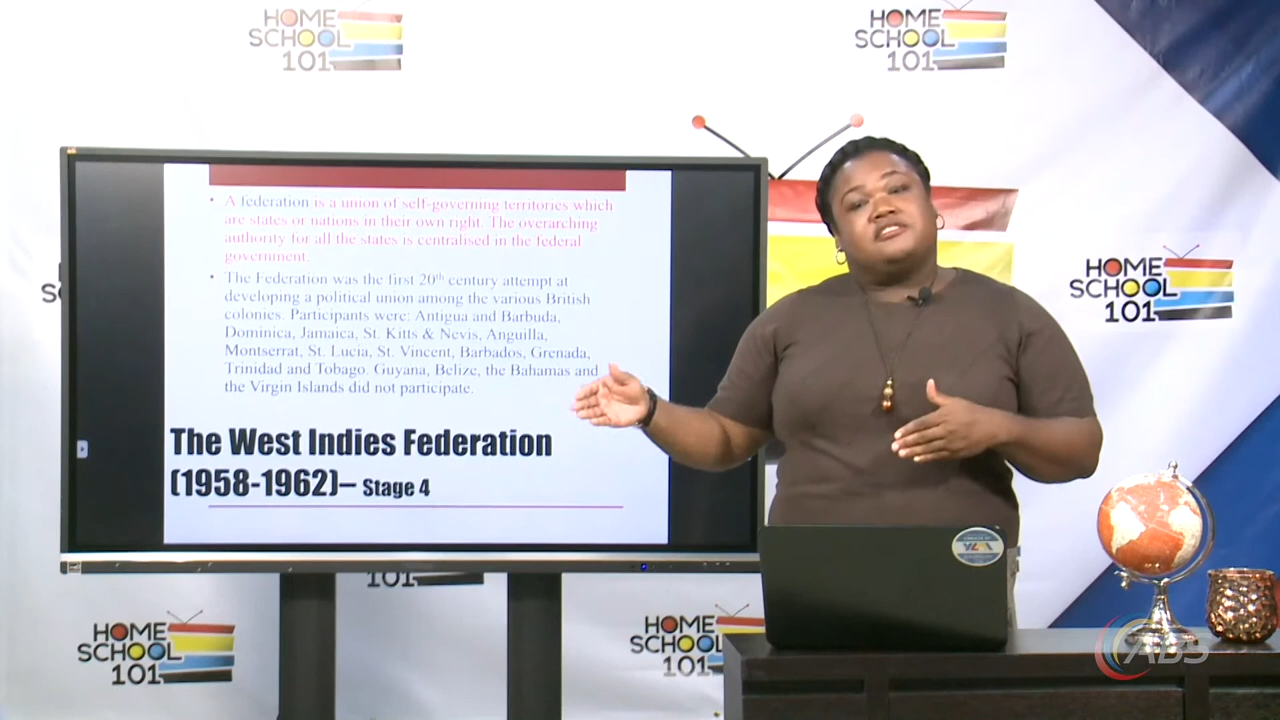 HOME
SCHOOL
101
HOME
SCHOOL
101
• A federation is a union of self-governing territories which
are states or nations in their own right. The overarching
authority for all the states is centralised in the federal
government.
• The Federation was the first 20th century attempt at
developing a political union among the various British
colonies. Participants were: Antigua and Barbuda,
Dominica, Jamaica, St. Kitts & Nevis, Anguilla,
Montserrat, St. Lucia, St. Vincent, Barbados, Grenada,
Trinidad and Tobago. Guyana, Belize, the Bahamas and
the Virgin Islands did not participate.
The West Indies Federation
(1958-1962)– Stage 4
HOME
SCHOOL
101
101
HOME
SCHOOL
101
HOME
SCHOOL
101
ABS